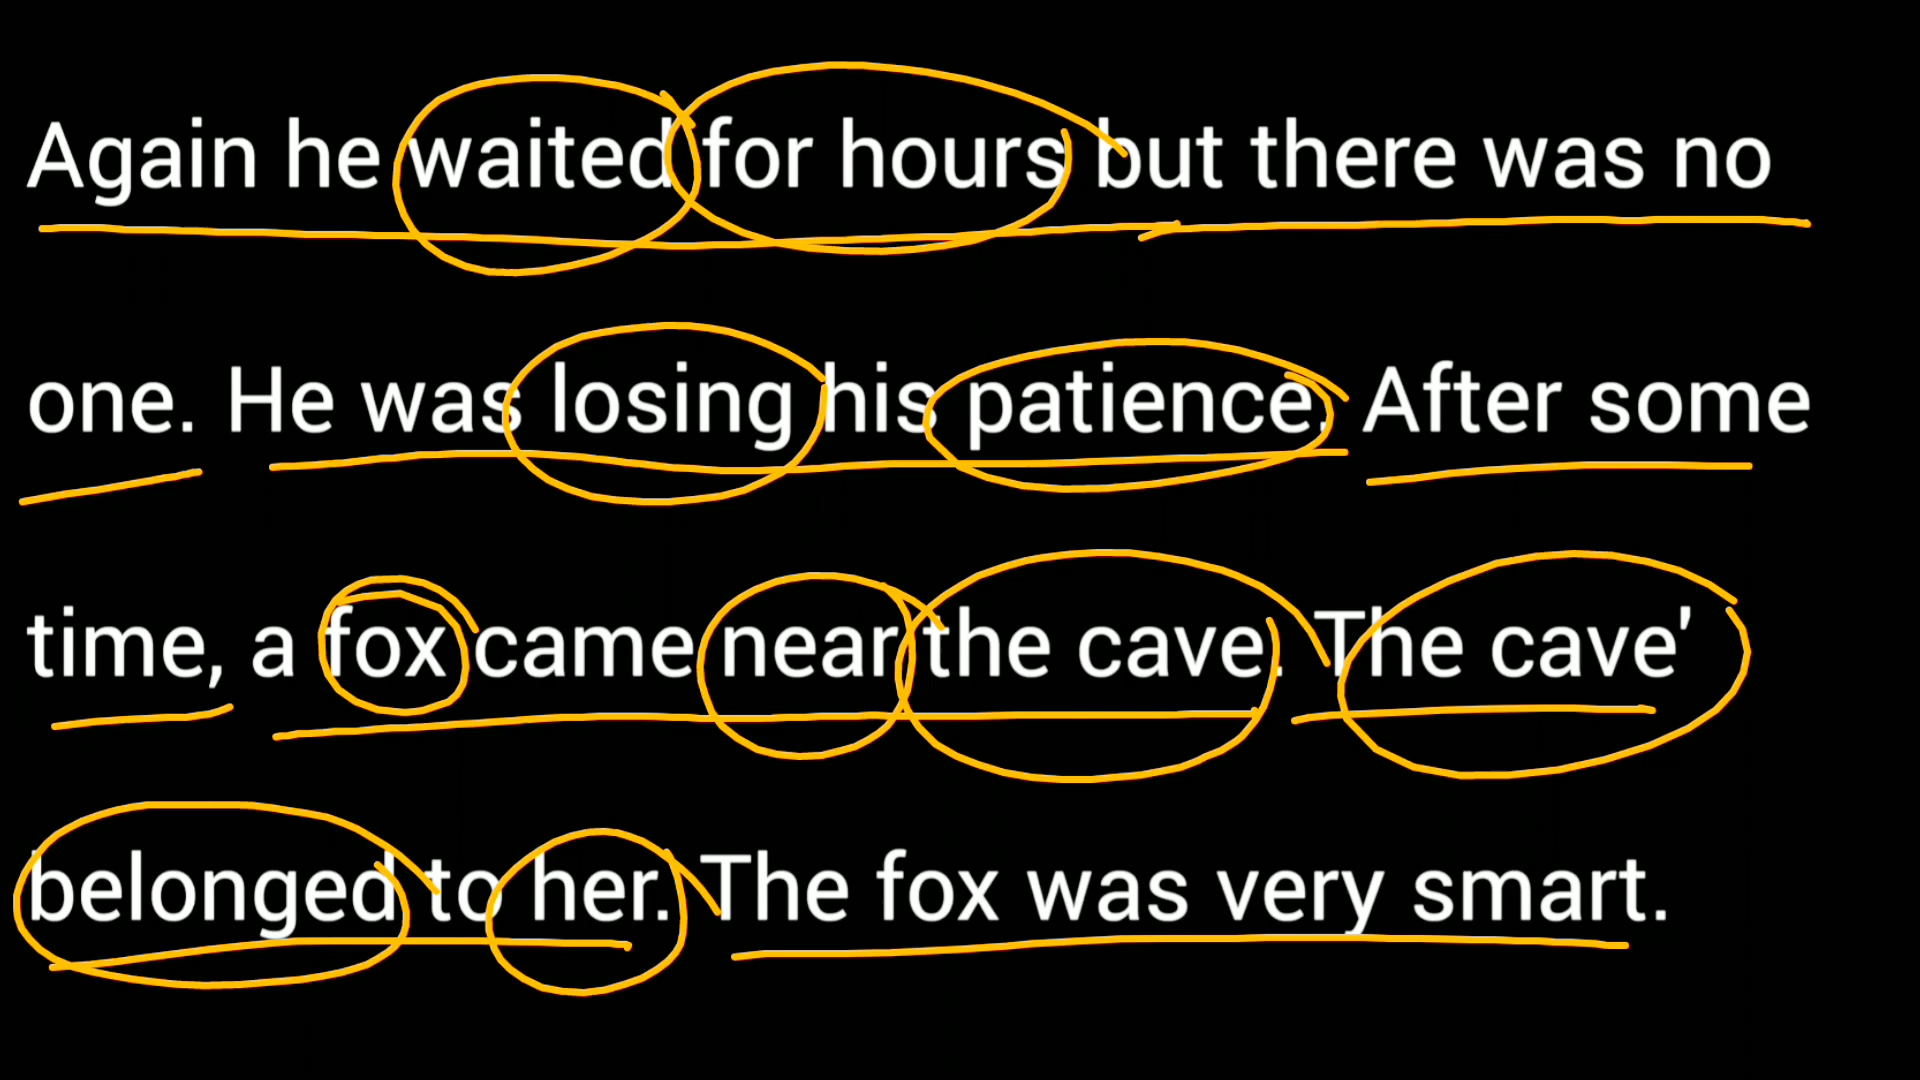 Again he waited for hours but there was no
one. He was losing his patience. After some
time, a fox came near the cave. The cave'
belonged to her. The fox was very smart.